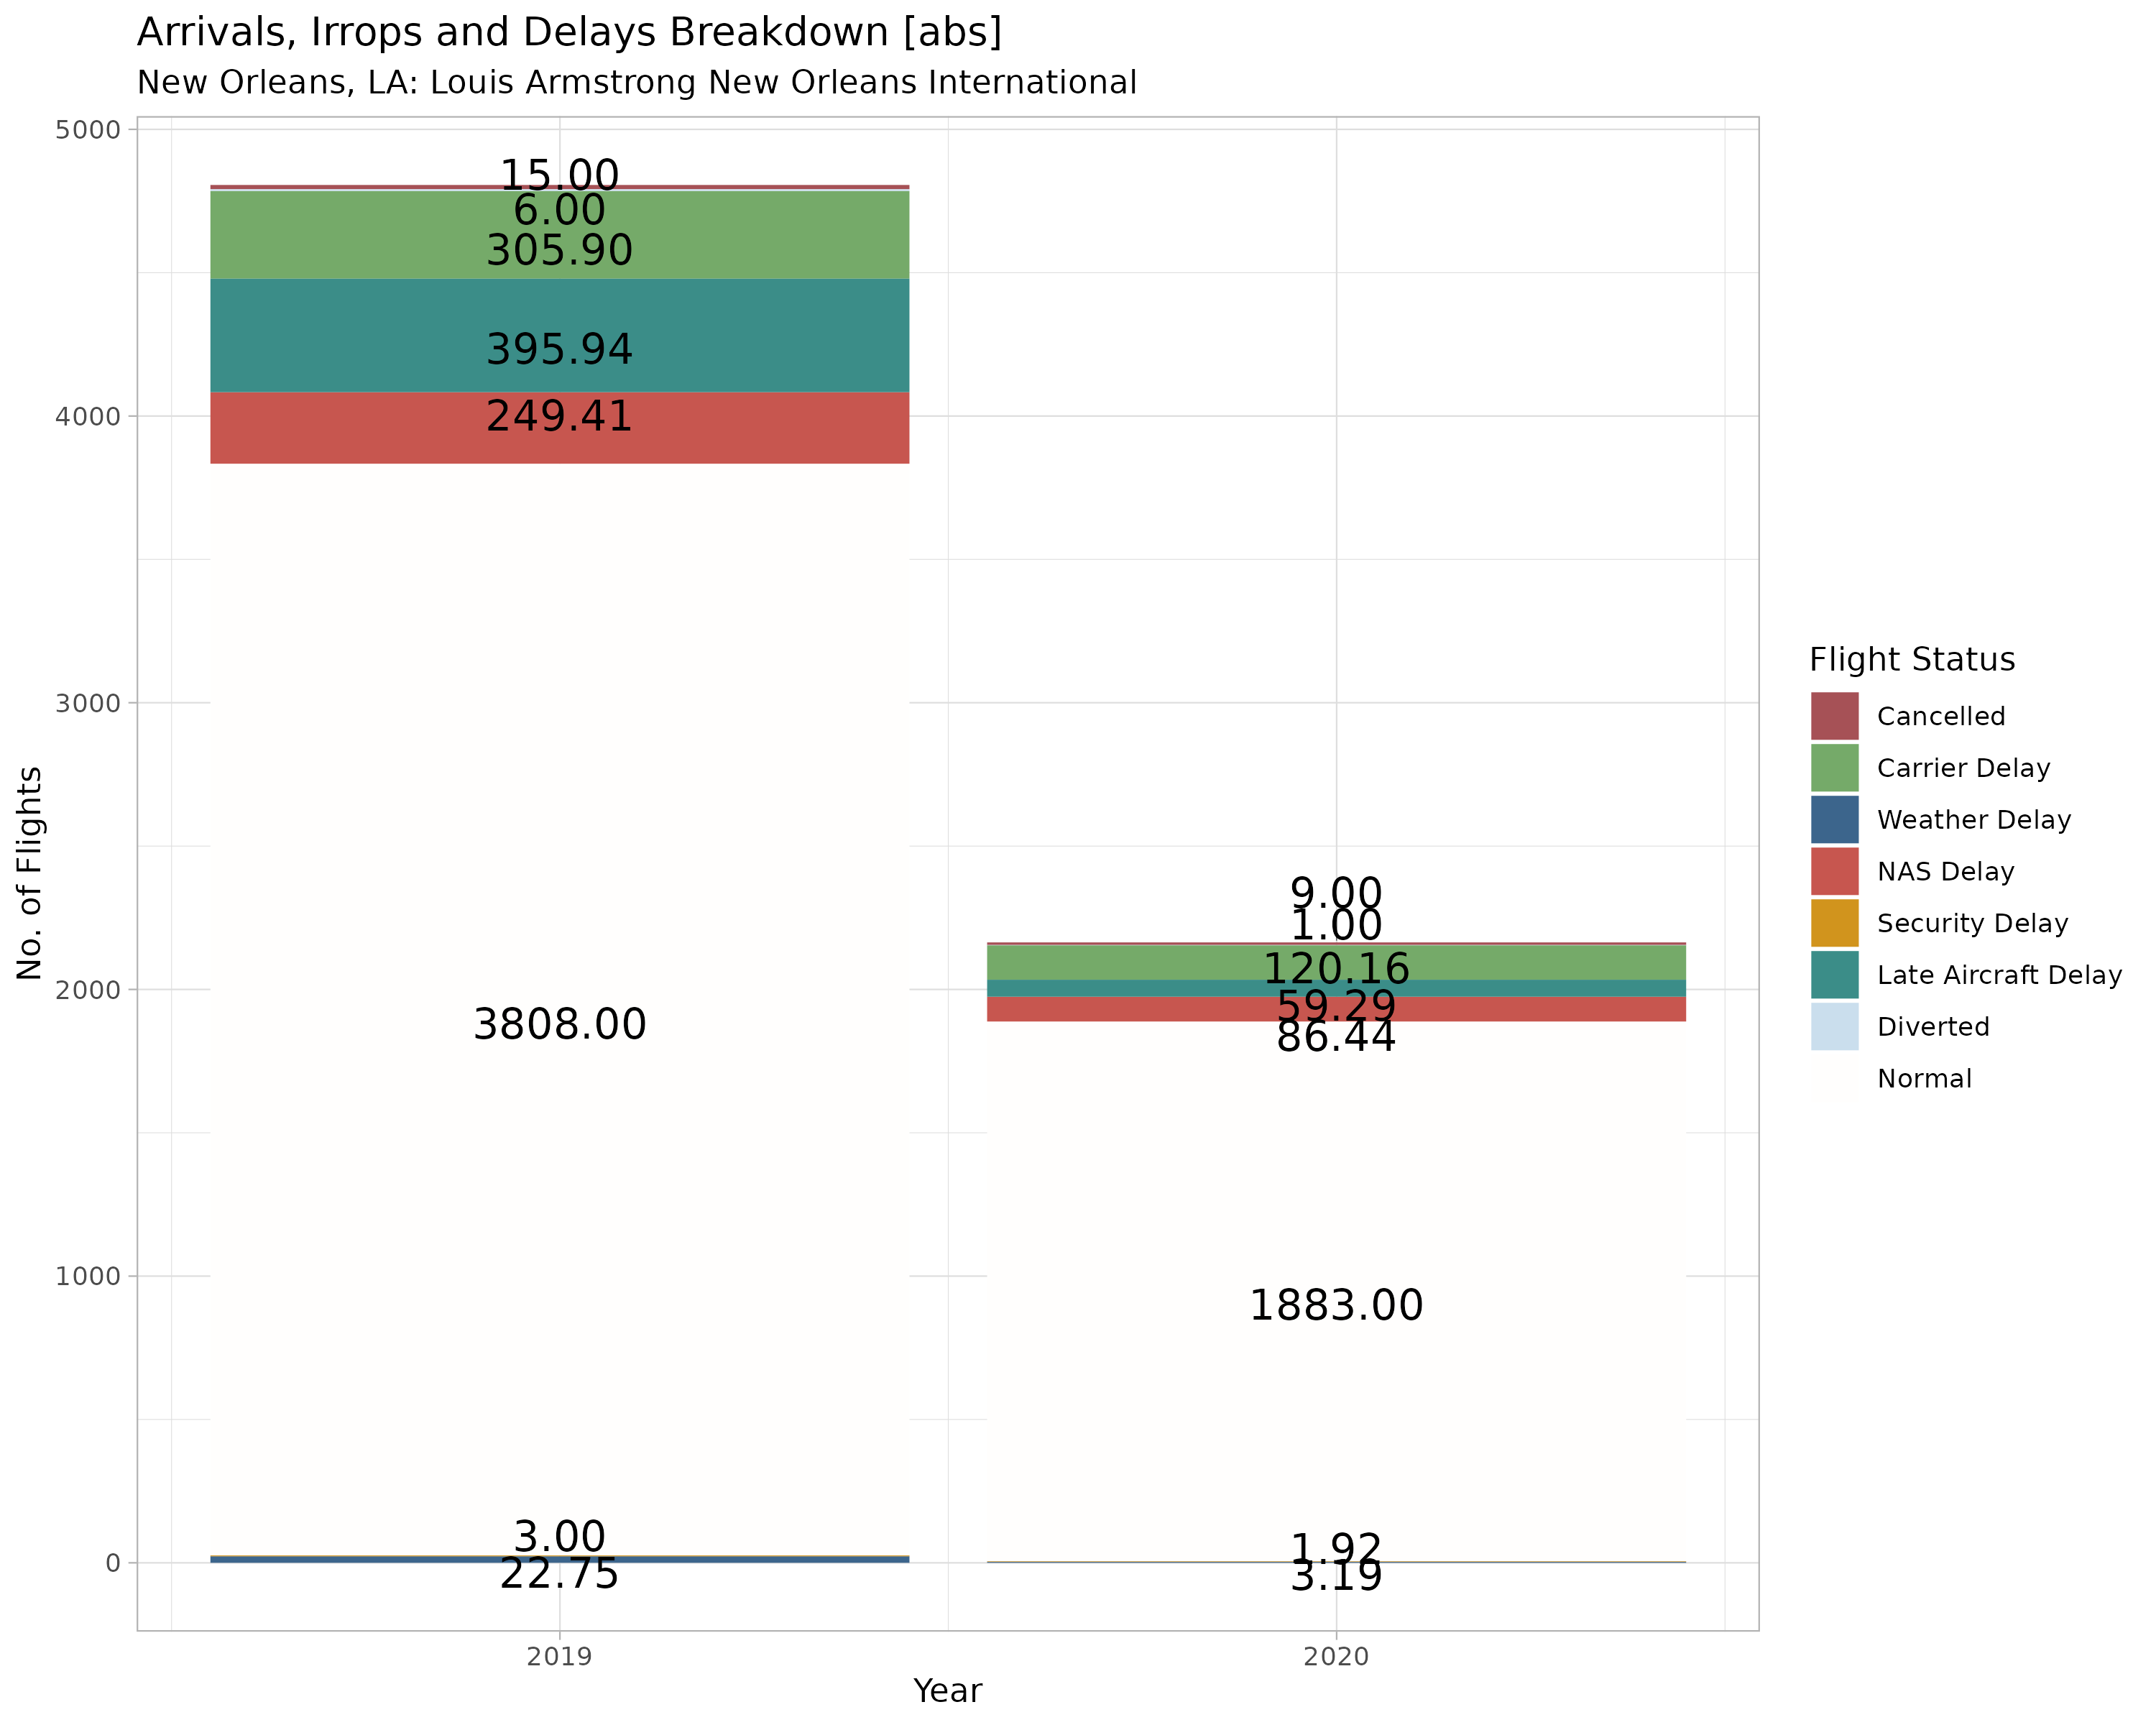 Arrivals, Irrops and Delays Breakdown [abs]
New Orleans, LA: Louis Armstrong New Orleans International
No. of Flights
5000
4000
3000
2000
1000
0
15.00
6.00
305.90
395.94
249.41
3808.00
3.00
22.75
9.00
1.00
120.16
59.29
86.44
1883.00
1.92
3.19
2019
2020
Year
Flight Status
Cancelled
Carrier Delay
Weather Delay
NAS Delay
Security Delay
Late Aircraft Delay
Diverted
Normal